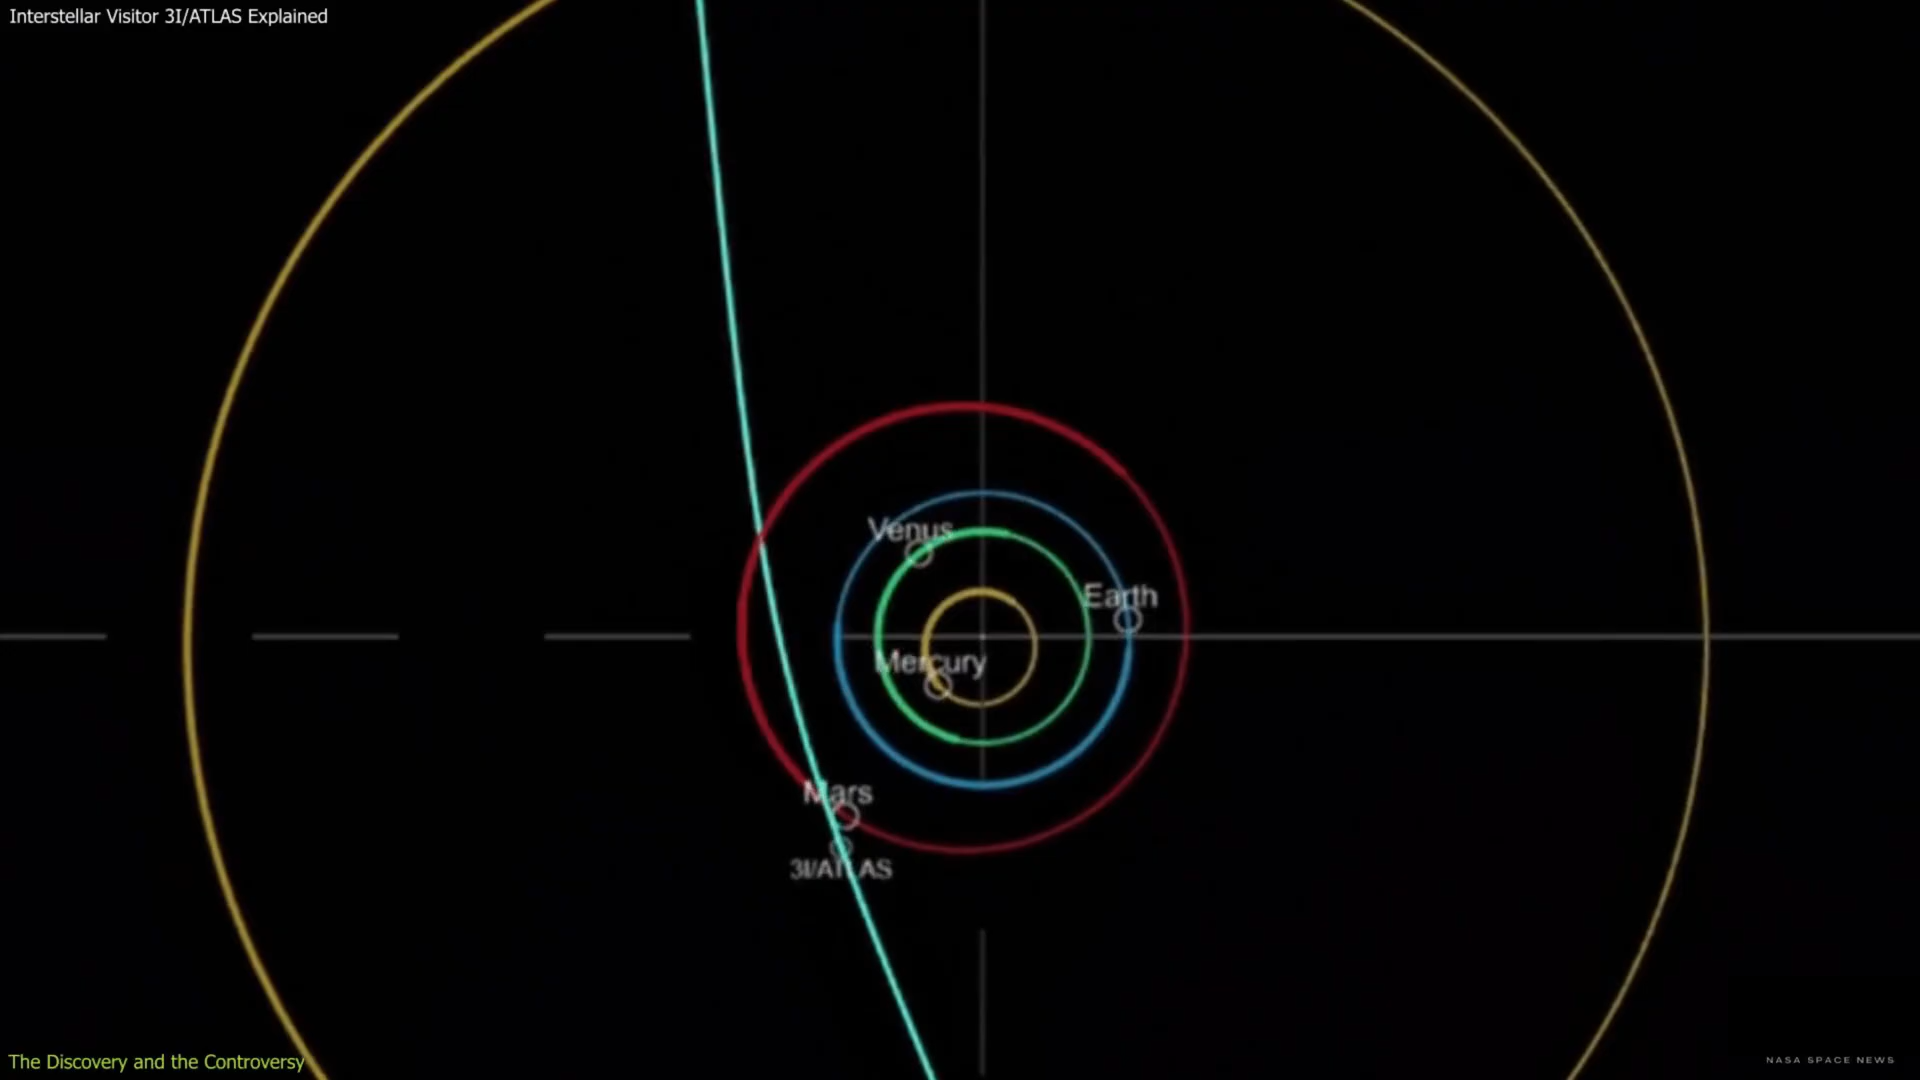 Interstellar Visitor 3I/ATLAS Explained
Venus
Earth
Mercury
Mars
3I/ATLAS
The Discovery and the Controversy
NASA SPACE NEWS